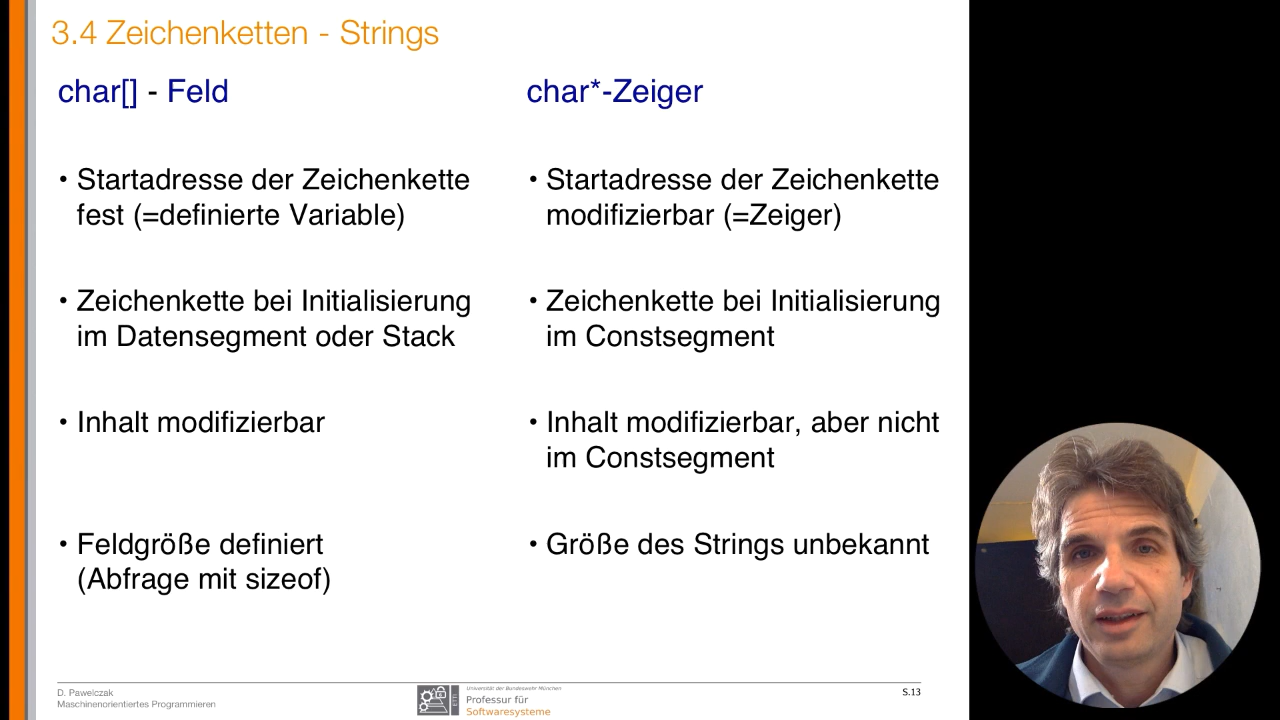 3.4 Zeichenketten - Strings
char[] - Feld
• Startadresse der Zeichenkette
fest (=definierte Variable)
• Zeichenkette bei Initialisierung
im Datensegment oder Stack
• Inhalt modifizierbar
• Feldgröße definiert
(Abfrage mit sizeof)
char*-Zeiger
• Startadresse der Zeichenkette
modifizierbar (=Zeiger)
• Zeichenkette bei Initialisierung
im Constsegment
• Inhalt modifizierbar, aber nicht
im Constsegment
• Größe des Strings unbekannt
D. Pawelczak
Maschinenorientiertes Programmieren
ETTI
Universität der Bundeswehr München
Professur für
Softwaresysteme
S.13